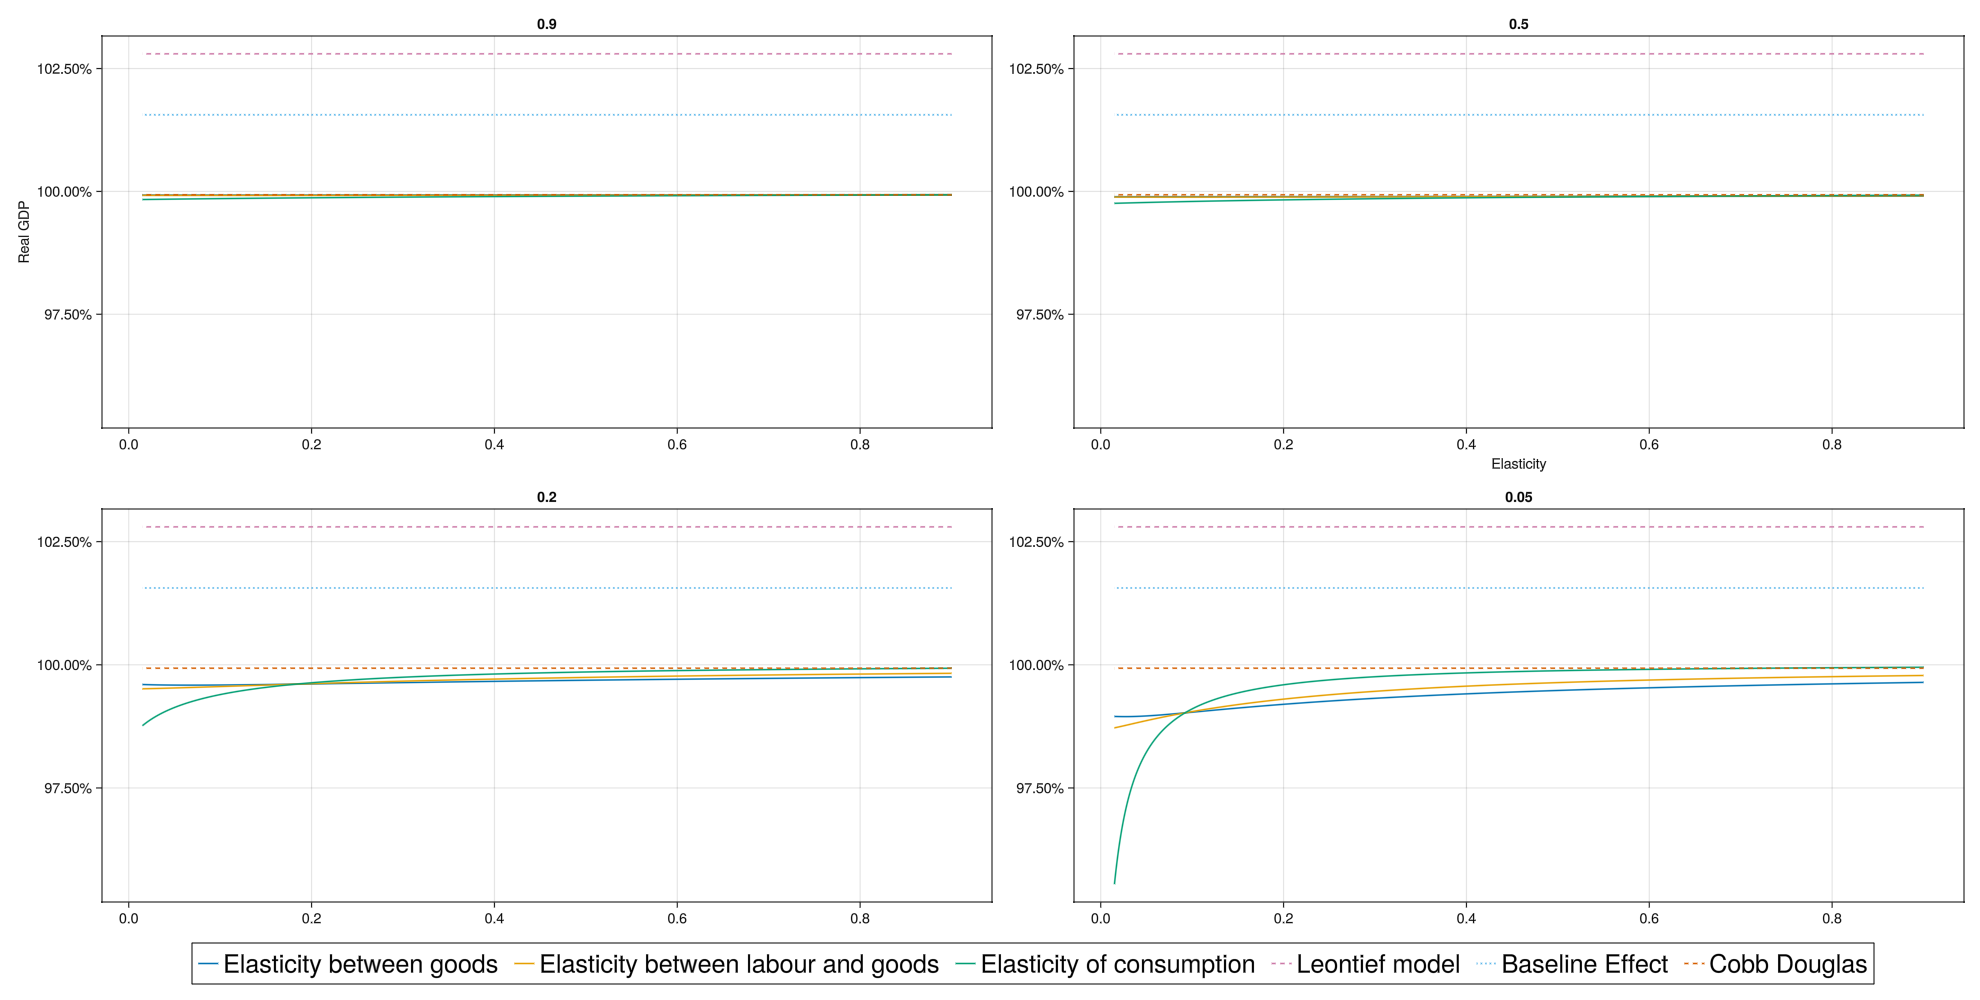 0.9
0.5
102.50%
100.00%
97.50%
Real GDP
0.0 0.2 0.4 0.6 0.8
102.50%
100.00%
97.50%
0.0 0.2 0.4 0.6 0.8
Elasticity
0.2
0.05
102.50%
100.00%
97.50%
0.0 0.2 0.4 0.6 0.8
102.50%
100.00%
97.50%
0.0 0.2 0.4 0.6 0.8
Elasticity between goods Elasticity between labour and goods Elasticity of consumption Leontief model Baseline Effect Cobb Douglas